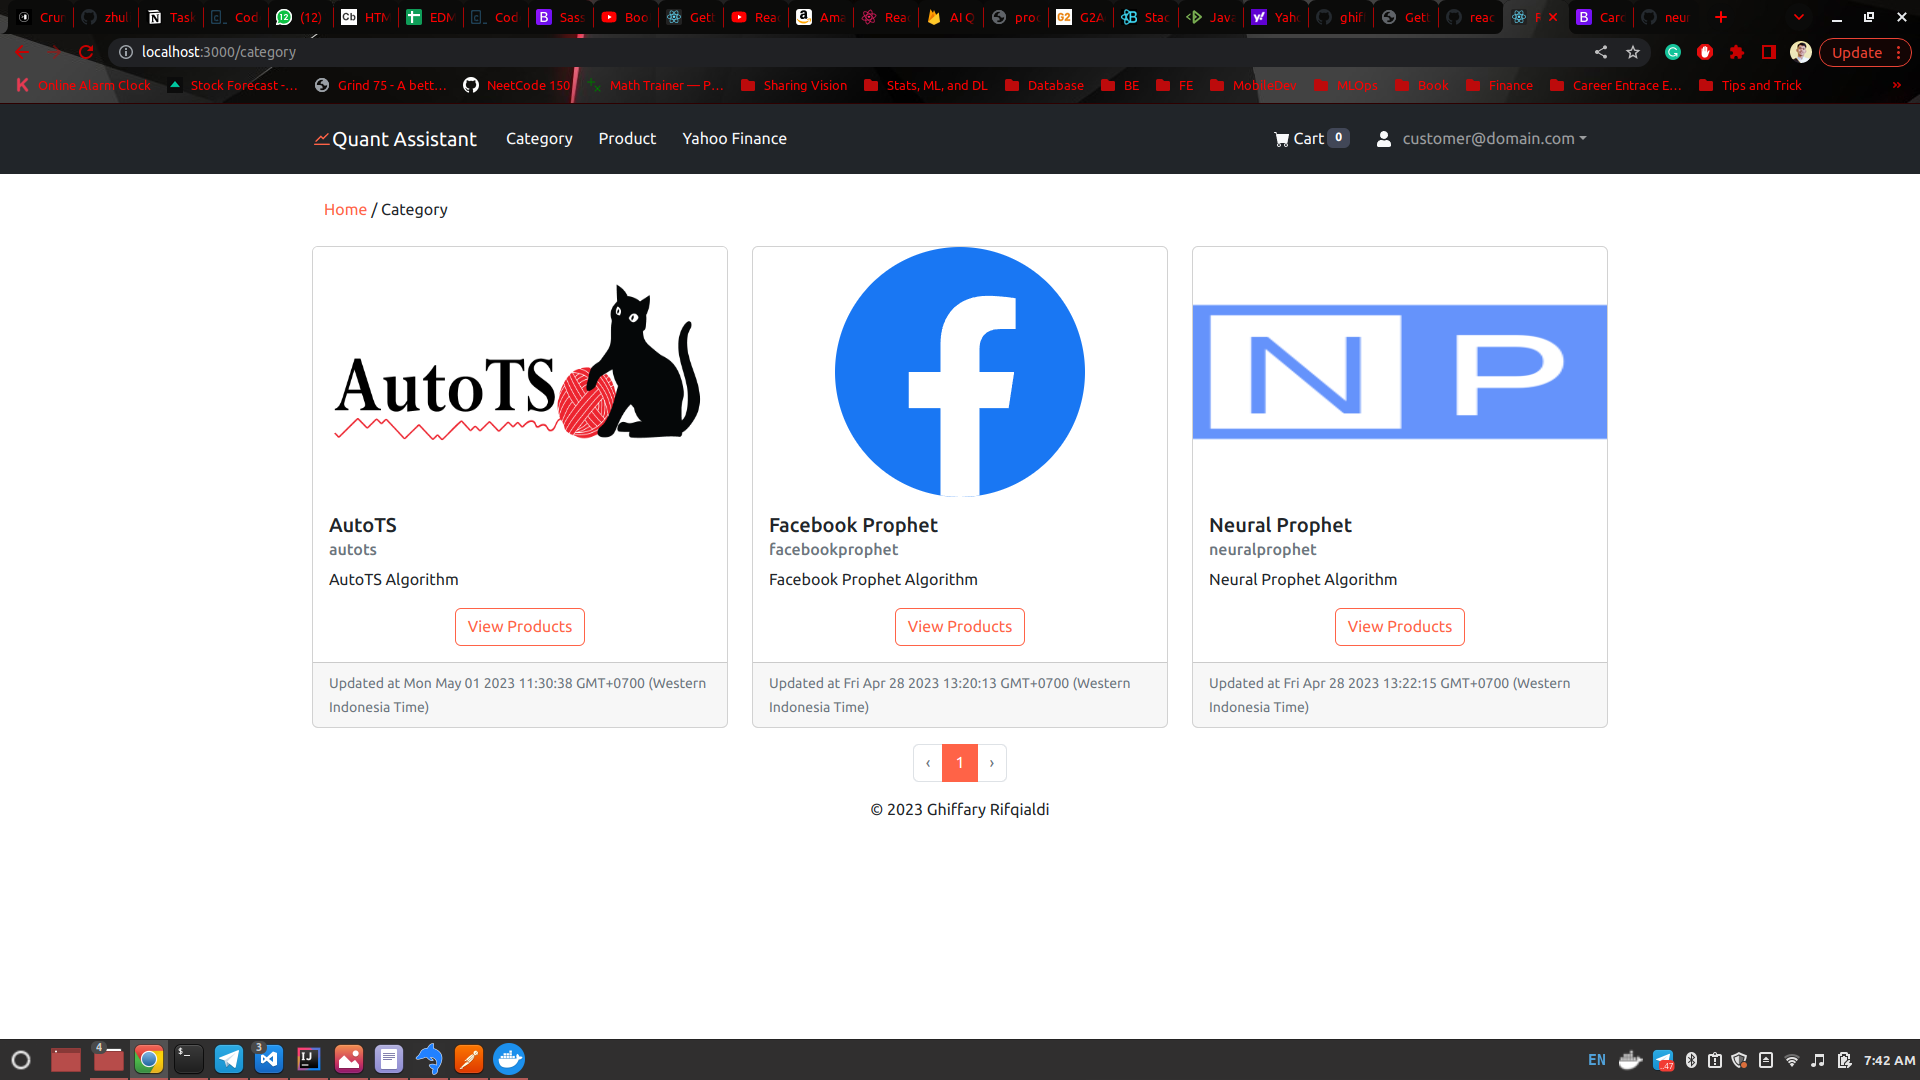 Crun
zhul
Task
Cod
(12)
HTM
EDM
Cod
Sass
Boo
Getl
Rea
Ama
Reac
AI Q
proc
G2A
Stac
Java
Yaho
ghif
Gett
reac
R
Carc
neur
localhost:3000/category
Update
Online Alarm Clock
Stock Forecast -...
Grind 75 - A bett...
NeetCode 150
Math Trainer — P...
Sharing Vision
Stats, ML, and DL
Database
BE
FE
MobileDev
MLOps
Book
Finance
Career Entrace E...
Tips and Trick
Quant Assistant
Category
Product
Yahoo Finance
Cart 0
customer@domain.com
Home / Category
AutoTS
N P
AutoTS
autots
AutoTS Algorithm
View Products
Updated at Mon May 01 2023 11:30:38 GMT+0700 (Western
Indonesia Time)
Facebook Prophet
facebookprophet
Facebook Prophet Algorithm
View Products
Updated at Fri Apr 28 2023 13:20:13 GMT+0700 (Western
Indonesia Time)
Neural Prophet
neuralprophet
Neural Prophet Algorithm
View Products
Updated at Fri Apr 28 2023 13:22:15 GMT+0700 (Western
Indonesia Time)
‹ 1 ›
© 2023 Ghiffary Rifqialdi
4
3
IJ
EN
47
7:42 AM